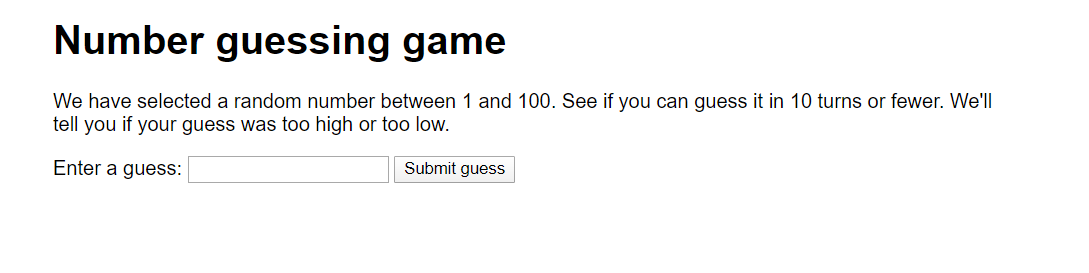 Number guessing game
We have selected a random number between 1 and 100. See if you can guess it in 10 turns or fewer. We'll
tell you if your guess was too high or too low.
Enter a guess: Submit guess